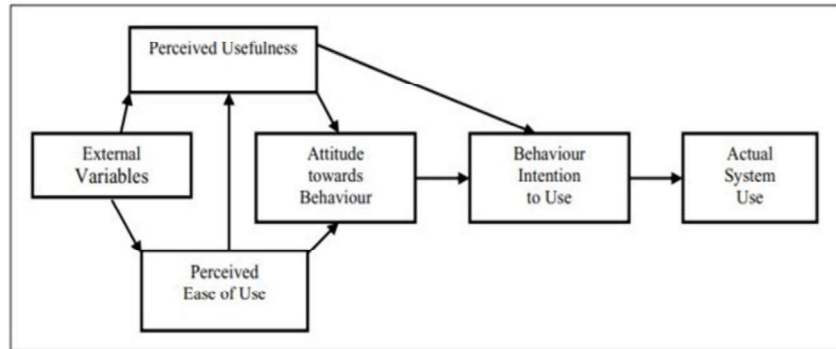 Perceived Usefulness
External
Variables
Attitude
towards
Behaviour
Behaviour
Intention
to Use
Actual
System
Use
Perceived
Ease of Use